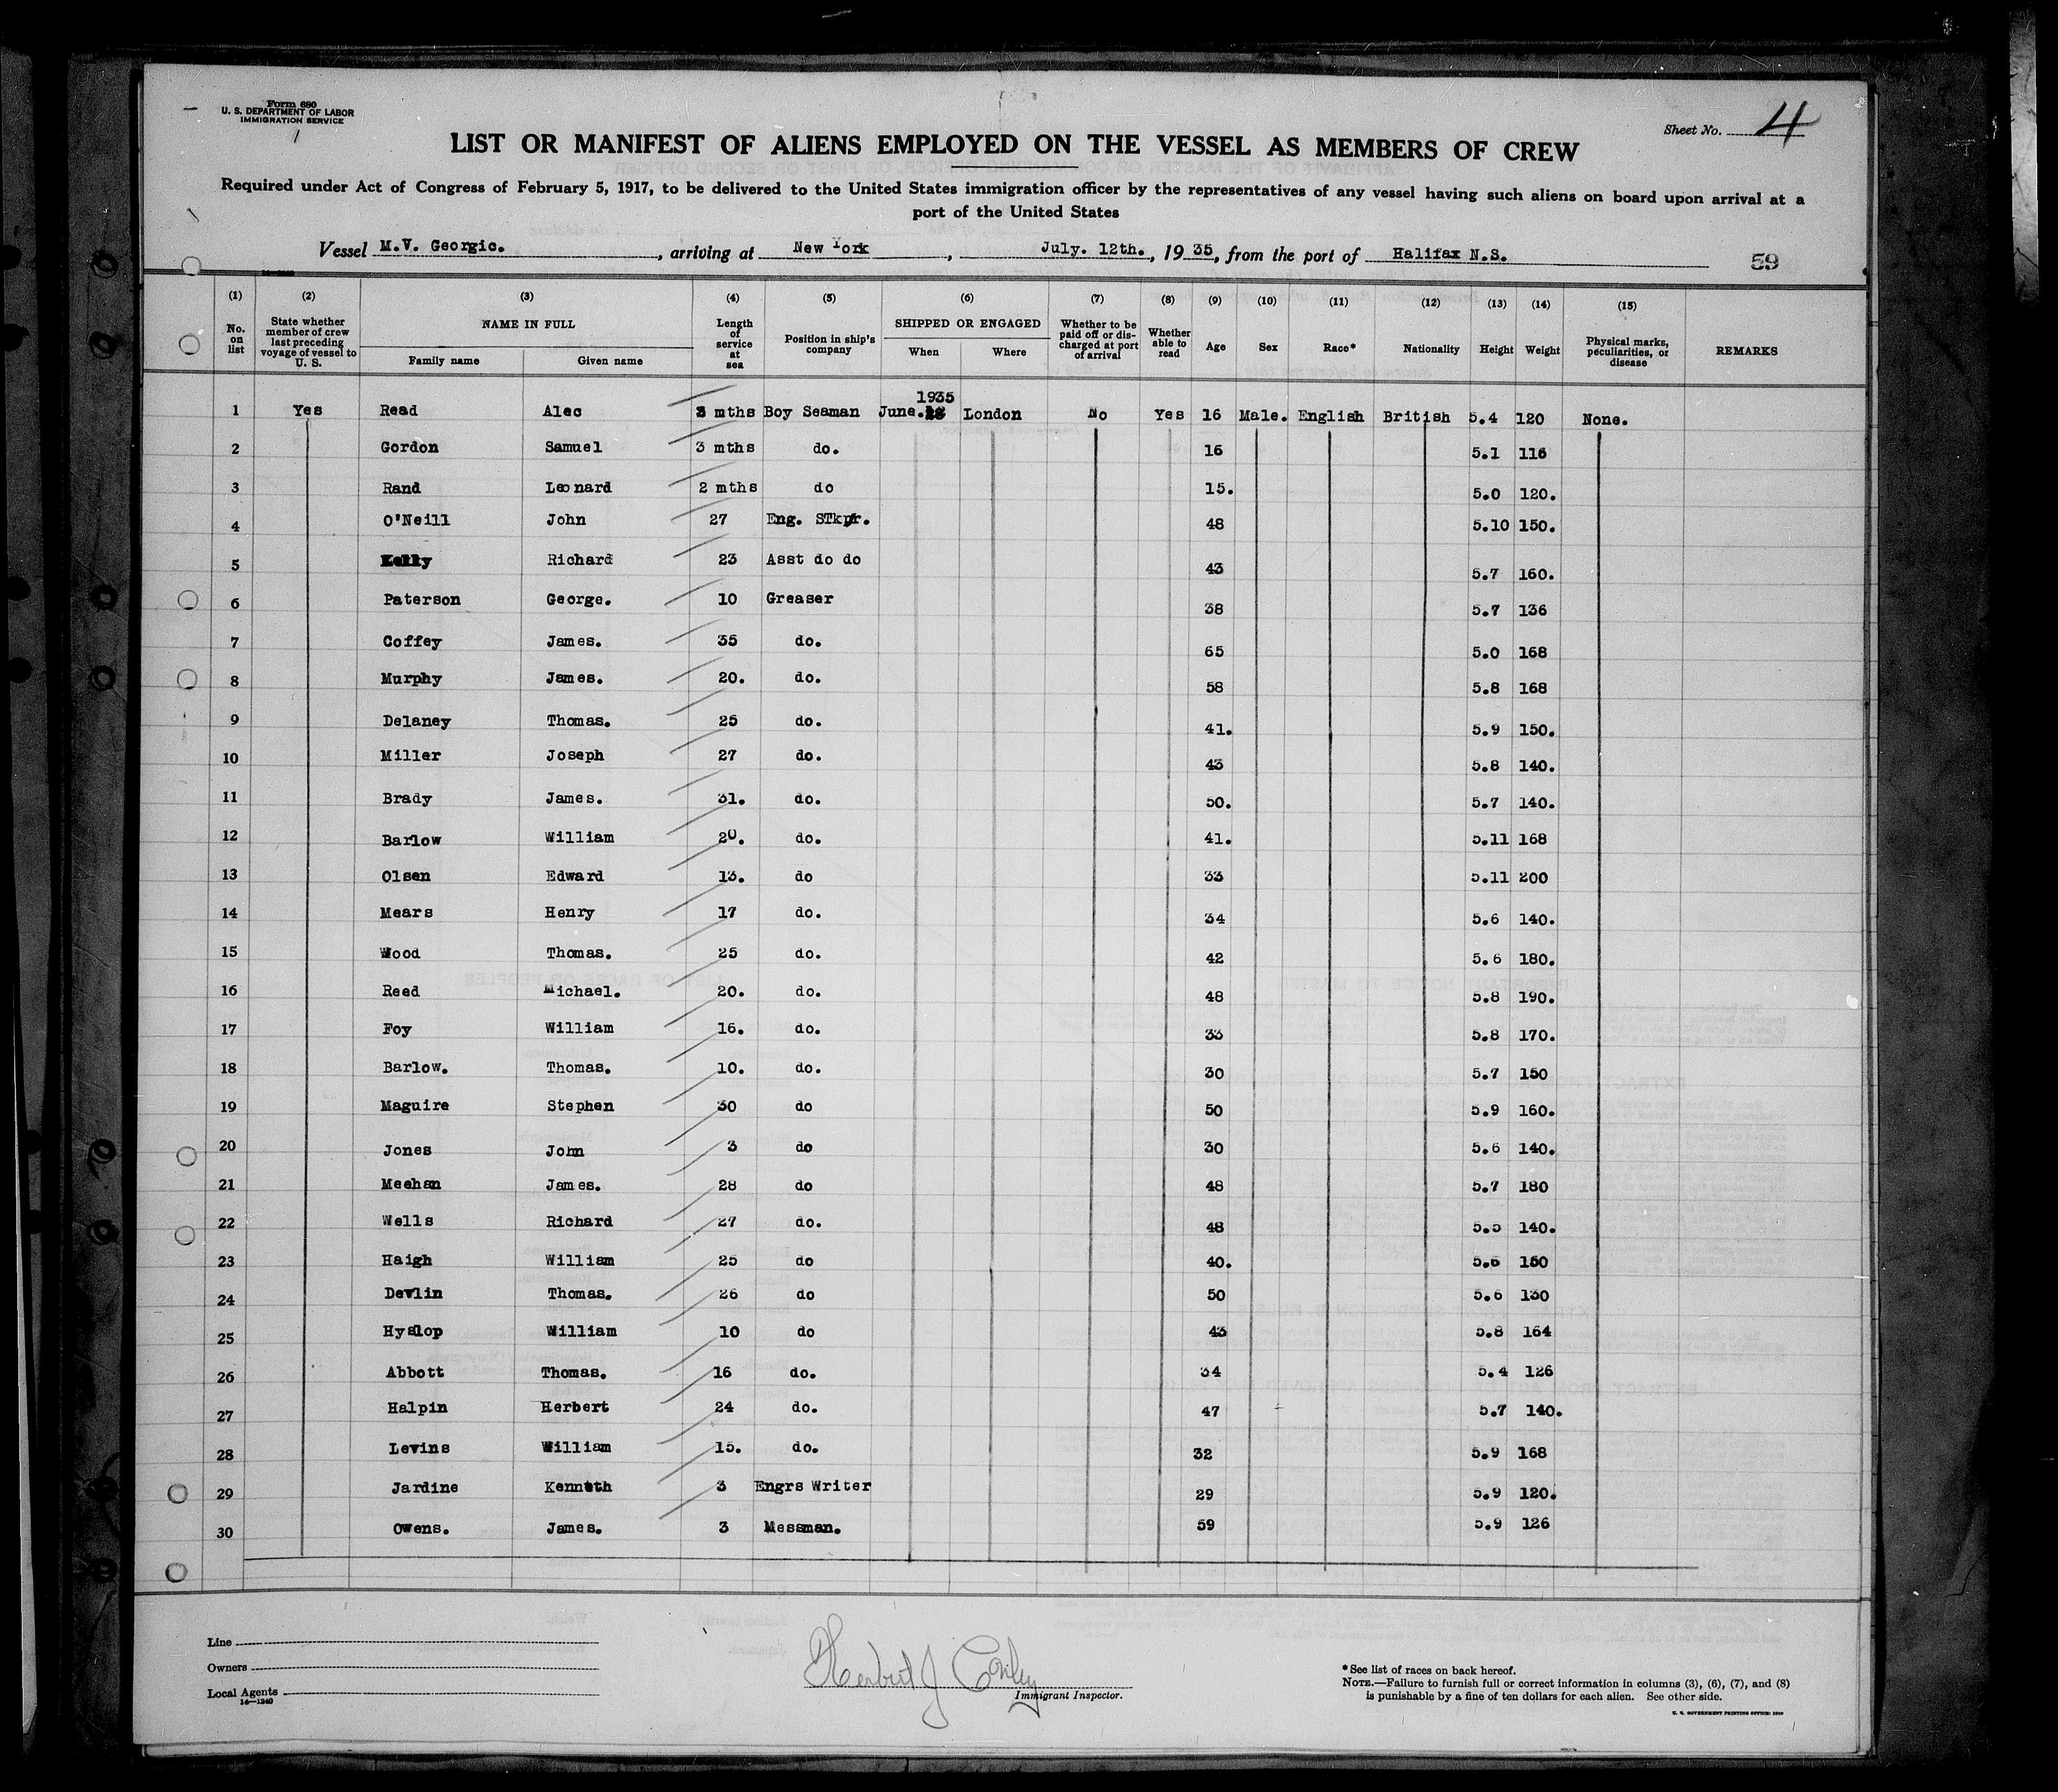 Form 680
U. S. DEPARTMENT OF LABOR
IMMIGRATION SERVICE
Sheet No. 4
LIST OR MANIFEST OF ALIENS EMPLOYED ON THE VESSEL AS MEMBERS OF CREW
Required under Act of Congress of February 5, 1917, to be delivered to the United States immigration officer by the representatives of any vessel having such aliens on board upon arrival at a
port of the United States
Vessel M.V. Georgic. , arriving at New York , July. 12th. , 19 35, from the port of Halifax N.S. 59
(1) No. on list (2) State whether member of crew last preceding voyage of vessel to U. S. (3) NAME IN FULL Family name Given name (4) Length of service at sea (5) Position in ship's company (6) SHIPPED OR ENGAGED When Where (7) Whether to be paid off or discharged at port of arrival (8) Whether able to read (9) Age (10) Sex (11) Race* (12) Nationality (13) Height (14) Weight (15) Physical marks, peculiarities, or disease REMARKS
1935
1 Yes Read Alec 3 mths Boy Seaman June. London No Yes 16 Male. English British 5.4 120 None.
2 Gordon Samuel 3 mths do. 16 5.1 116
3 Rand Leonard 2 mths do 15. 5.0 120.
4 O'Neill John 27 Eng. STkpr. 48 5.10 150.
5 Kelly Richard 23 Asst do do 43 5.7 160.
6 Paterson George. 10 Greaser 38 5.7 136
7 Coffey James. 35 do. 65 5.0 168
8 Murphy James. 20. do. 58 5.8 168
9 Delaney Thomas. 25 do. 41. 5.9 150.
10 Miller Joseph 27 do. 43 5.8 140.
11 Brady James. 31. do. 50. 5.7 140.
12 Barlow William 20. do. 41. 5.11 168
13 Olsen Edward 13. do 33 5.11 200
14 Mears Henry 17 do. 34 5.6 140.
15 Wood Thomas. 25 do. 42 5.6 180.
16 Reed Michael. 20. do. 48 5.8 190.
17 Foy William 16. do. 33 5.8 170.
18 Barlow. Thomas. 10. do. 30 5.7 150
19 Maguire Stephen 30 do 50 5.9 160.
20 Jones John 3 do 30 5.6 140.
21 Meehan James. 28 do 48 5.7 180
22 Wells Richard 27 do. 48 5.5 140.
23 Haigh William 25 do 40. 5.6 150
24 Devlin Thomas. 26 do 50 5.6 130
25 Hyslop William 10 do 43 5.8 164
26 Abbott Thomas. 16 do. 34 5.4 126
27 Halpin Herbert 24 do. 47 5.7 140.
28 Levins William 15. do. 32 5.9 168
29 Jardine Kenneth 3 Engrs Writer 29 5.9 120.
30 Owens. James. 3 Messman. 59 5.9 126
Line
Owners
Local Agents
14—1240
Herbert J
Immigrant Inspector.
*See list of races on back hereof.
NOTE.—Failure to furnish full or correct information in columns (3), (6), (7), and (8)
is punishable by a fine of ten dollars for each alien. See other side.
U. S. GOVERNMENT PRINTING OFFICE: 1930